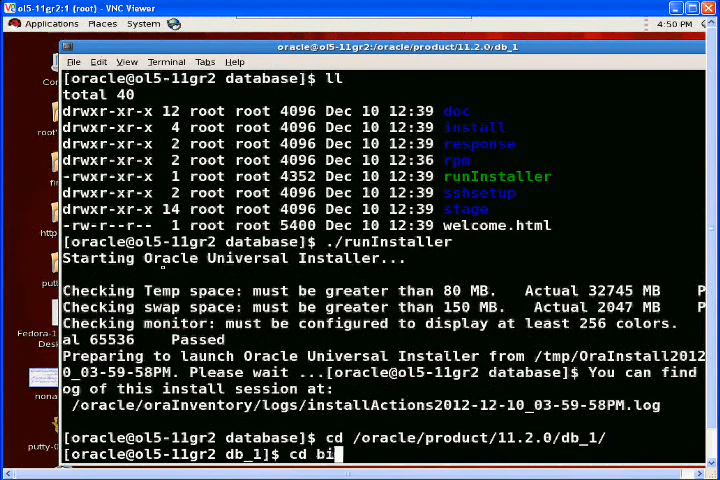 ol5-11gr2:1 (root) - VNC Viewer
Applications Places System 4:50 PM
oracle@ol5-11gr2:/oracle/product/11.2.0/db_1
File Edit View Terminal Tabs Help
[oracle@ol5-11gr2 database]$ ll
total 40
drwxr-xr-x 12 root root 4096 Dec 10 12:39 doc
drwxr-xr-x 4 root root 4096 Dec 10 12:39 install
drwxr-xr-x 2 root root 4096 Dec 10 12:39 response
drwxr-xr-x 2 root root 4096 Dec 10 12:36 rpm
-rwxr-xr-x 1 root root 4352 Dec 10 12:39 runInstaller
drwxr-xr-x 2 root root 4096 Dec 10 12:39 sshsetup
drwxr-xr-x 14 root root 4096 Dec 10 12:39 stage
-rw-r--r-- 1 root root 5400 Dec 10 12:39 welcome.html
[oracle@ol5-11gr2 database]$ ./runInstaller
Starting Oracle Universal Installer...
Checking Temp space: must be greater than 80 MB. Actual 32745 MB P
Checking swap space: must be greater than 150 MB. Actual 2047 MB P
Checking monitor: must be configured to display at least 256 colors.
al 65536 Passed
Preparing to launch Oracle Universal Installer from /tmp/OraInstall2012
0_03-59-58PM. Please wait ...[oracle@ol5-11gr2 database]$ You can find
og of this install session at:
/oracle/oraInventory/logs/installActions2012-12-10_03-59-58PM.log
[oracle@ol5-11gr2 database]$ cd /oracle/product/11.2.0/db_1/
[oracle@ol5-11gr2 db_1]$ cd bi
Co
root
fir
http
putt
Fedora-1
Desk
nona
putty-0